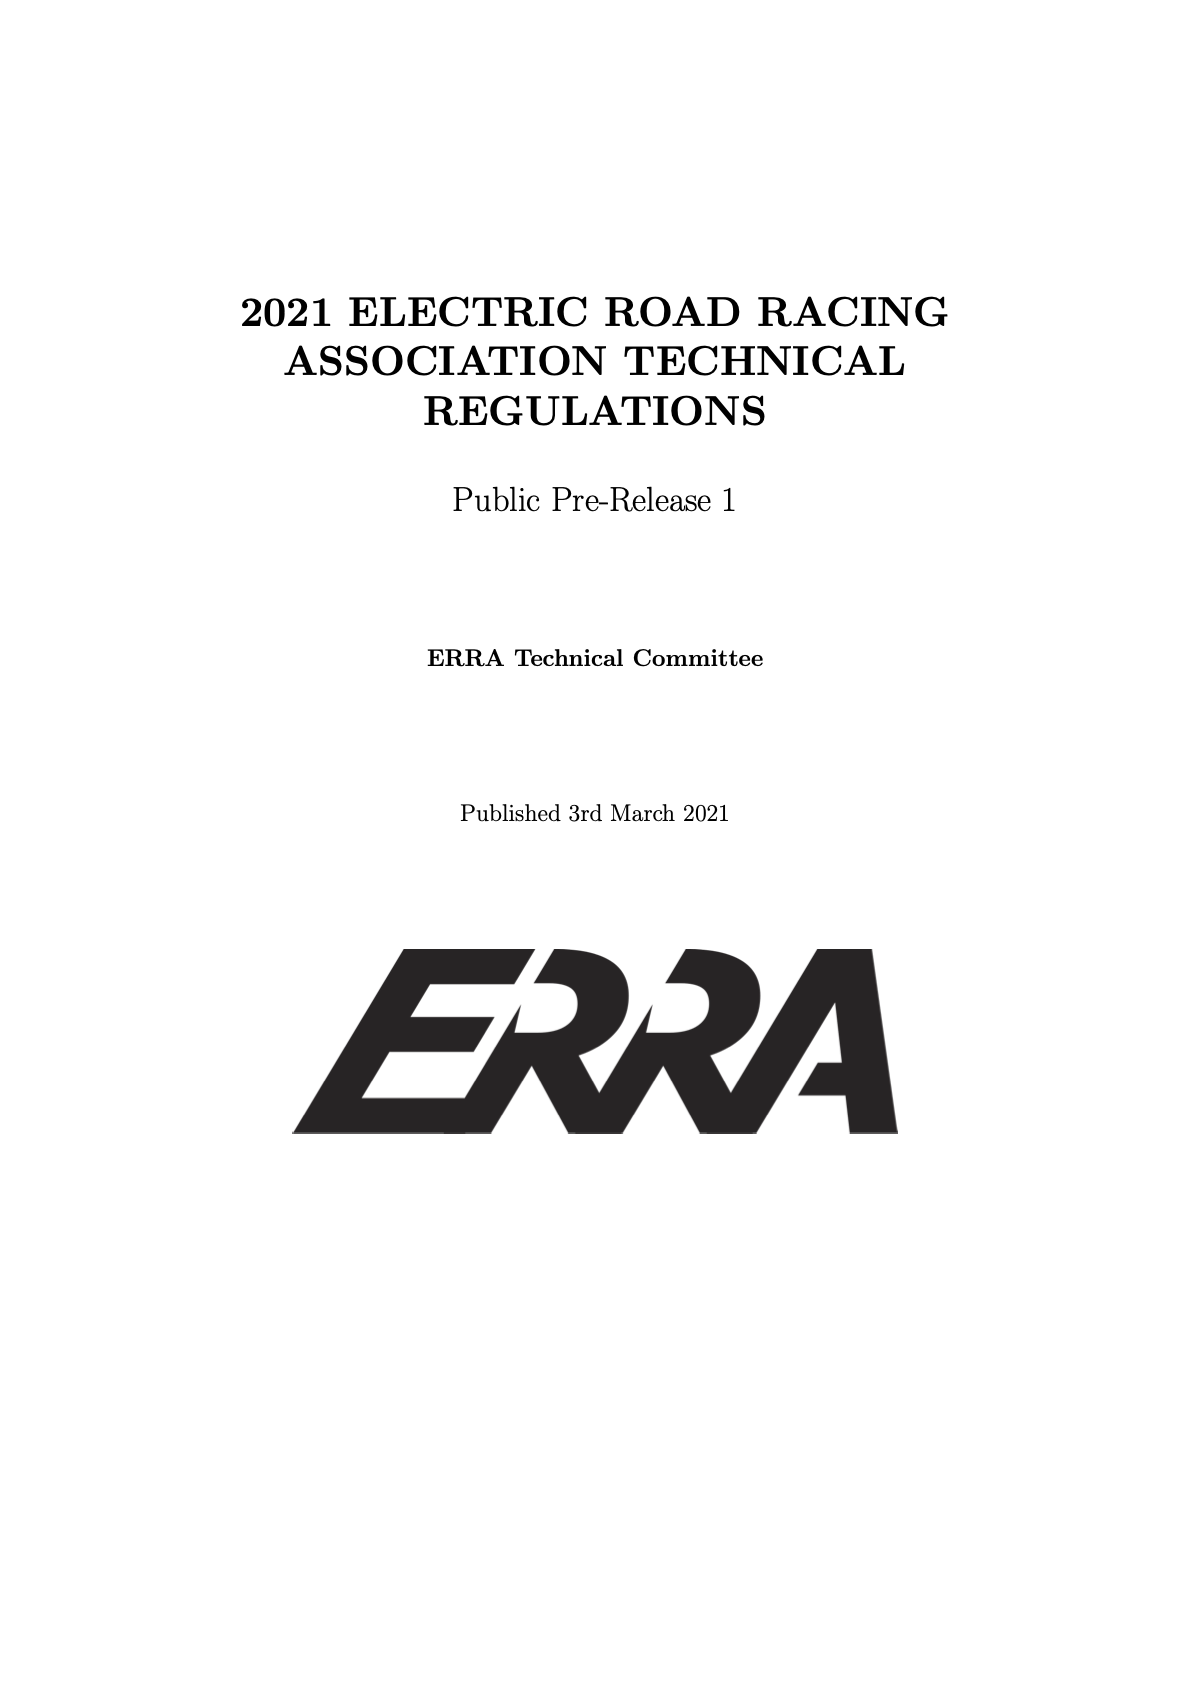 2021 ELECTRIC ROAD RACING
ASSOCIATION TECHNICAL
REGULATIONS
Public Pre-Release 1
ERRA Technical Committee
Published 3rd March 2021
ERRA